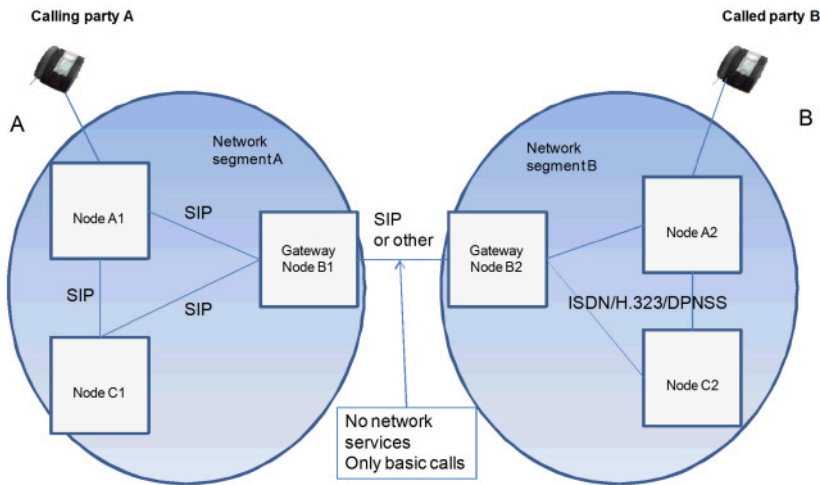 Calling party A
Called party B
A
B
Network
segment A
Network
segment B
Node A1
SIP
SIP
or other
Node A2
Gateway
Node B1
Gateway
Node B2
SIP
SIP
ISDN/H.323/DPNSS
Node C1
Node C2
No network
services
Only basic calls